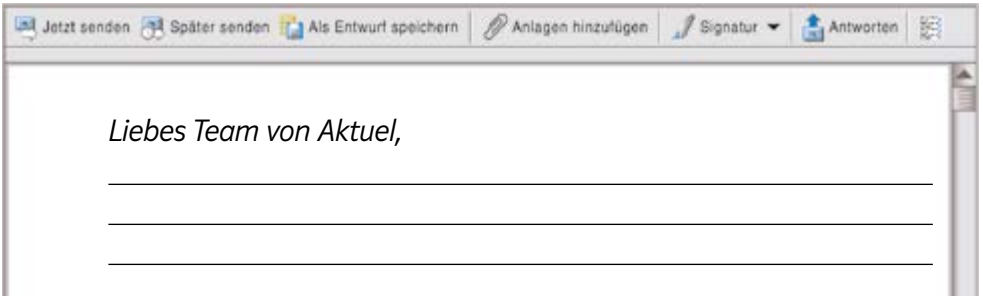 Jetzt senden Später senden Als Entwurf speichern Anlagen hinzufügen Signatur Antworten
Liebes Team von Aktuel,